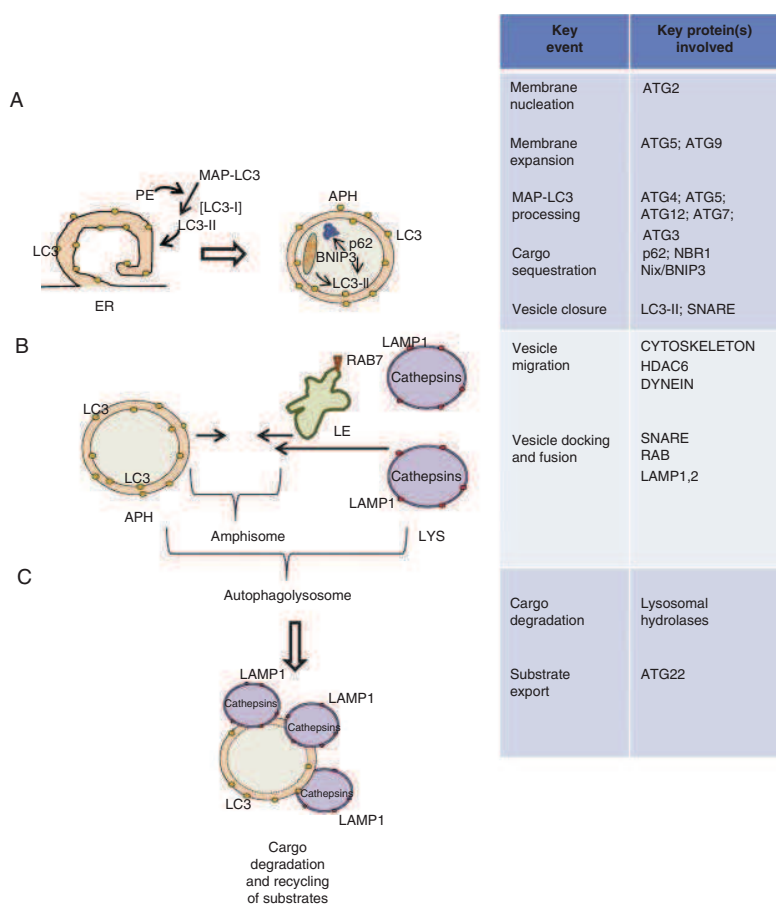 A
PE
MAP-LC3
[LC3-I]
LC3-II
LC3
ER
APH
LC3
p62
BNIP3
LC3-II
B
LC3
LC3
APH
RAB7
LE
LAMP1
Cathepsins
Cathepsins
LAMP1
LYS
Amphisome
Autophagolysosome
C
LAMP1
Cathepsins
LAMP1
Cathepsins
Cathepsins
LC3
LAMP1
Cargo
degradation
and recycling
of substrates
Key
event
Key protein(s)
involved
Membrane
nucleation
ATG2
Membrane
expansion
ATG5; ATG9
MAP-LC3
processing
ATG4; ATG5;
ATG12; ATG7;
ATG3
Cargo
sequestration
p62; NBR1
Nix/BNIP3
Vesicle closure
LC3-II; SNARE
Vesicle
migration
CYTOSKELETON
HDAC6
DYNEIN
Vesicle docking
and fusion
SNARE
RAB
LAMP1,2
Cargo
degradation
Lysosomal
hydrolases
Substrate
export
ATG22